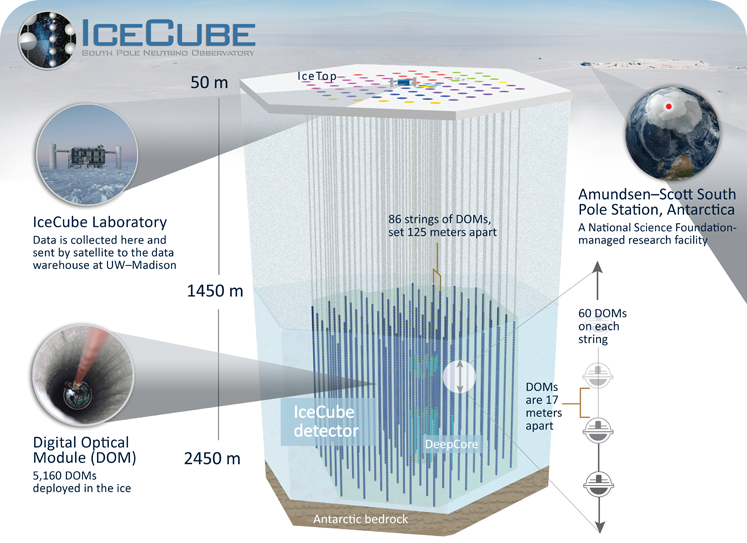 ICECUBE
SOUTH POLE NEUTRINO OBSERVATORY
50 m
IceTop
IceCube Laboratory
Data is collected here and
sent by satellite to the data
warehouse at UW–Madison
86 strings of DOMs,
set 125 meters apart
Amundsen–Scott South
Pole Station, Antarctica
A National Science Foundation-
managed research facility
1450 m
60 DOMs
on each
string
DOMs
are 17
meters
apart
IceCube
detector
DeepCore
Digital Optical
Module (DOM)
5,160 DOMs
deployed in the ice
2450 m
Antarctic bedrock